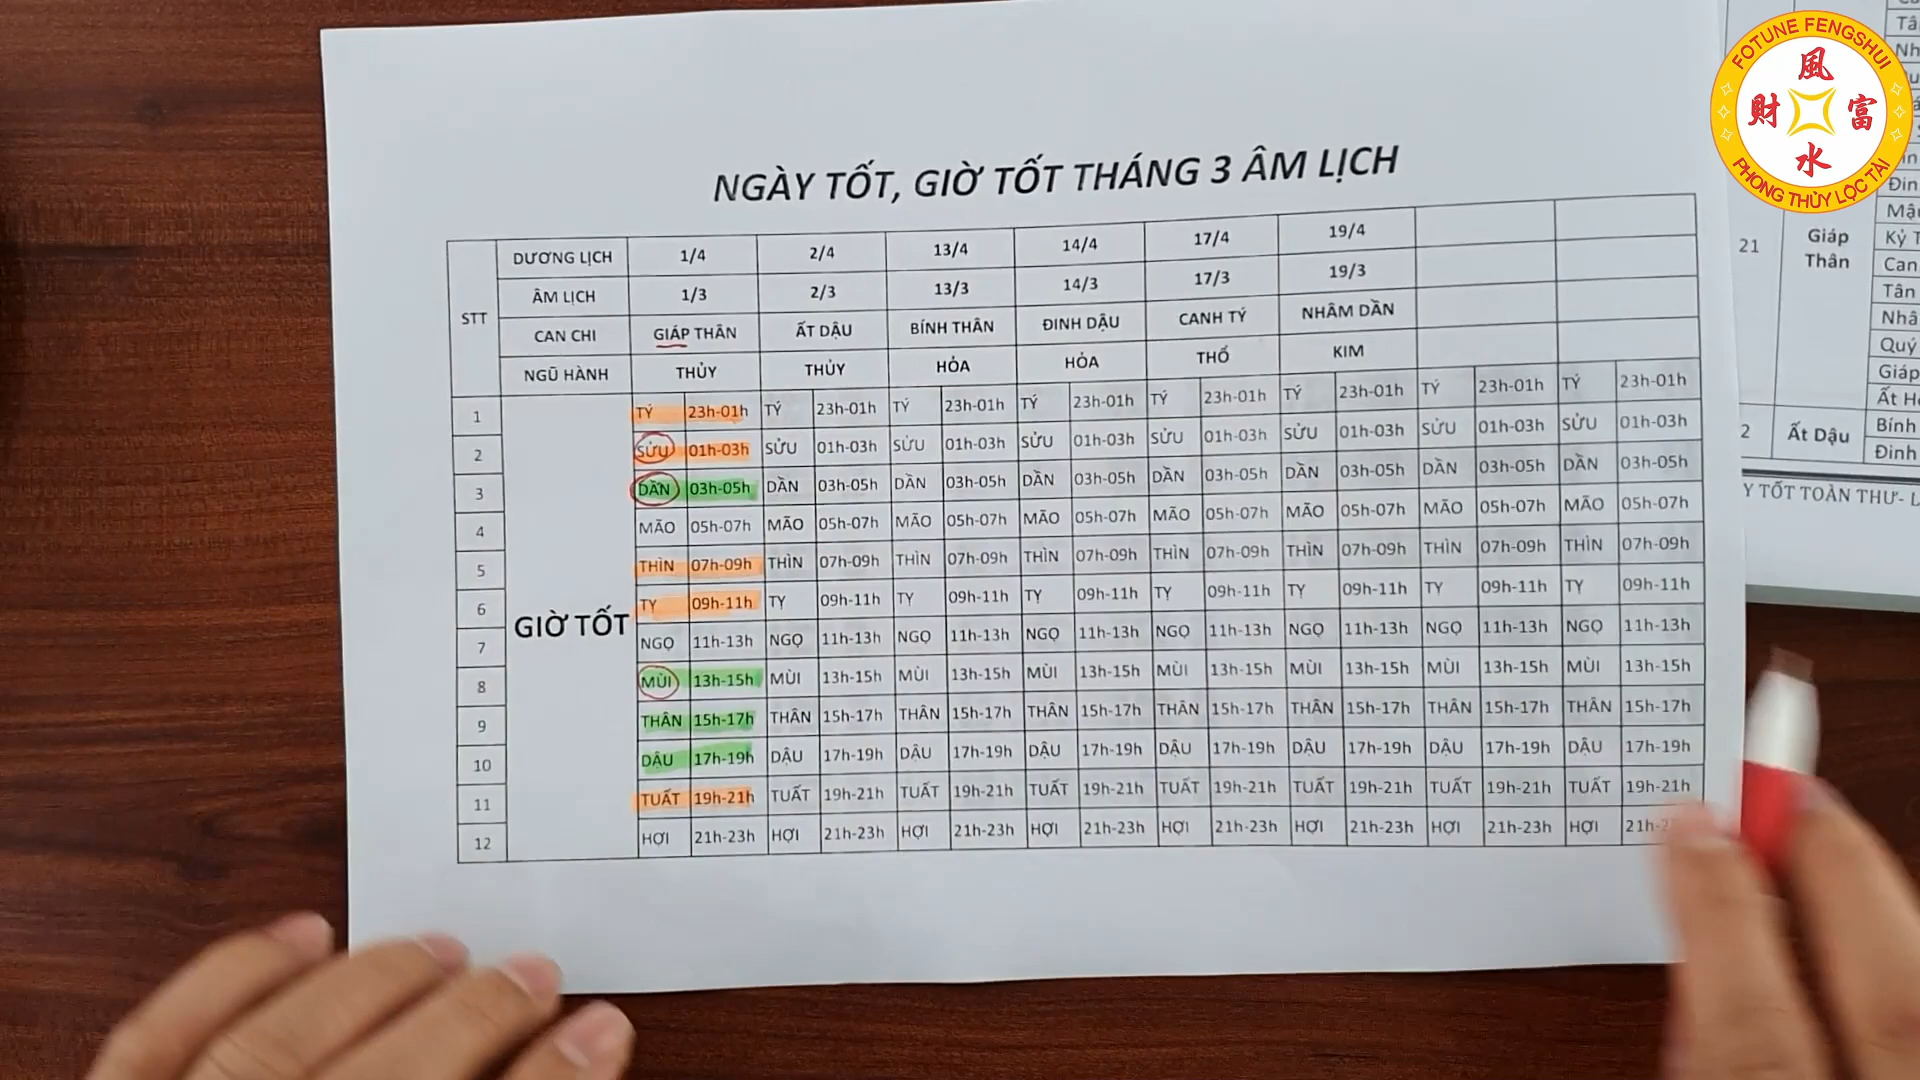 NGÀY TỐT, GIỜ TỐT THÁNG 3 ÂM LỊCH
STT DƯƠNG LỊCH 1/4 2/4 13/4 14/4 17/4 19/4
ÂM LỊCH 1/3 2/3 13/3 14/3 17/3 19/3
CAN CHI GIÁP THÂN ẤT DẬU BÍNH THÂN ĐINH DẬU CANH TÝ NHÂM DẦN
NGŨ HÀNH THỦY THỦY HỎA HỎA THỔ KIM
GIỜ TỐT
1 TÝ 23h-01h TÝ 23h-01h TÝ 23h-01h TÝ 23h-01h TÝ 23h-01h TÝ 23h-01h TÝ 23h-01h TÝ 23h-01h
2 SỬU 01h-03h SỬU 01h-03h SỬU 01h-03h SỬU 01h-03h SỬU 01h-03h SỬU 01h-03h SỬU 01h-03h SỬU 01h-03h
3 DẦN 03h-05h DẦN 03h-05h DẦN 03h-05h DẦN 03h-05h DẦN 03h-05h DẦN 03h-05h DẦN 03h-05h DẦN 03h-05h
4 MÃO 05h-07h MÃO 05h-07h MÃO 05h-07h MÃO 05h-07h MÃO 05h-07h MÃO 05h-07h MÃO 05h-07h MÃO 05h-07h
5 THÌN 07h-09h THÌN 07h-09h THÌN 07h-09h THÌN 07h-09h THÌN 07h-09h THÌN 07h-09h THÌN 07h-09h THÌN 07h-09h
6 TỴ 09h-11h TỴ 09h-11h TỴ 09h-11h TỴ 09h-11h TỴ 09h-11h TỴ 09h-11h TỴ 09h-11h TỴ 09h-11h
7 NGỌ 11h-13h NGỌ 11h-13h NGỌ 11h-13h NGỌ 11h-13h NGỌ 11h-13h NGỌ 11h-13h NGỌ 11h-13h NGỌ 11h-13h
8 MÙI 13h-15h MÙI 13h-15h MÙI 13h-15h MÙI 13h-15h MÙI 13h-15h MÙI 13h-15h MÙI 13h-15h MÙI 13h-15h
9 THÂN 15h-17h THÂN 15h-17h THÂN 15h-17h THÂN 15h-17h THÂN 15h-17h THÂN 15h-17h THÂN 15h-17h THÂN 15h-17h
10 DẬU 17h-19h DẬU 17h-19h DẬU 17h-19h DẬU 17h-19h DẬU 17h-19h DẬU 17h-19h DẬU 17h-19h DẬU 17h-19h
11 TUẤT 19h-21h TUẤT 19h-21h TUẤT 19h-21h TUẤT 19h-21h TUẤT 19h-21h TUẤT 19h-21h TUẤT 19h-21h TUẤT 19h-21h
12 HỢI 21h-23h HỢI 21h-23h HỢI 21h-23h HỢI 21h-23h HỢI 21h-23h HỢI 21h-23h HỢI 21h-23h HỢI
FOTUNE FENGSHUI
風
財 富
水
PHONG THỦY LỘC TÀI
21 Giáp
Thân
Kỷ
Can
Tân
Quý
Giáp
Ất
2 Ất Dậu
Bính
Đinh
Y TỐT TOÀN THƯ-